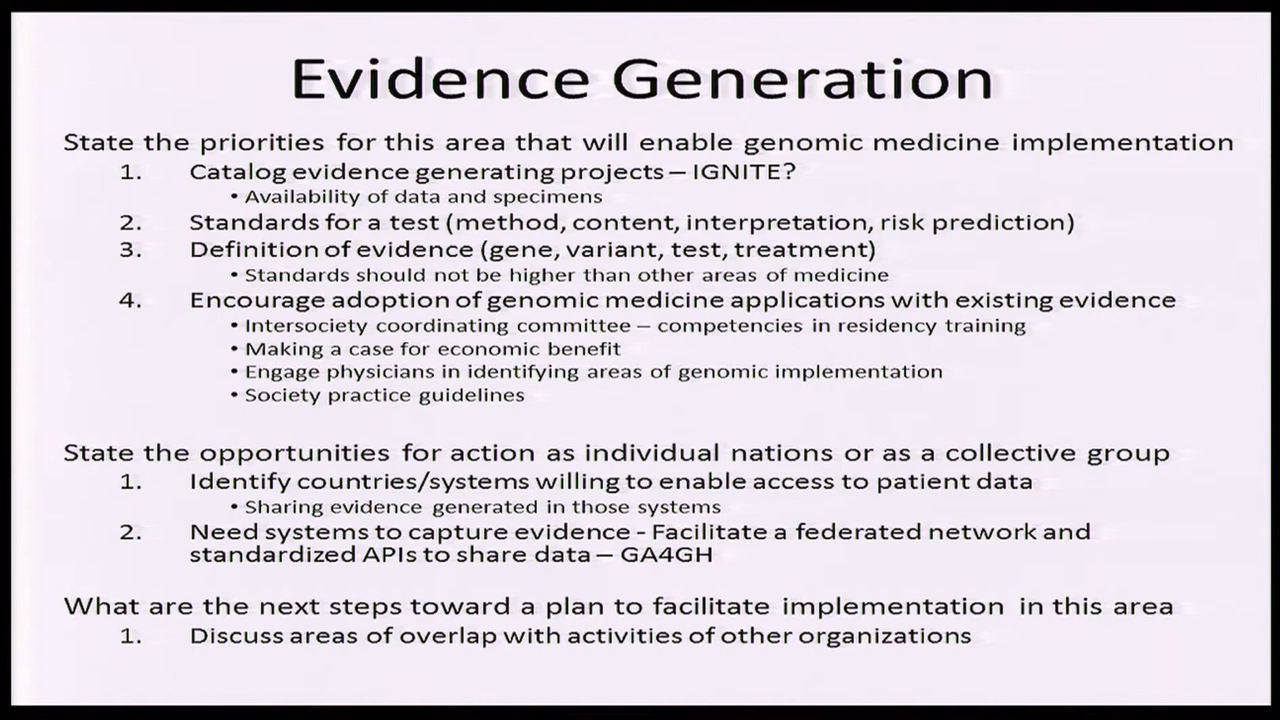 Evidence Generation
State the priorities for this area that will enable genomic medicine implementation
1. Catalog evidence generating projects – IGNITE?
• Availability of data and specimens
2. Standards for a test (method, content, interpretation, risk prediction)
3. Definition of evidence (gene, variant, test, treatment)
• Standards should not be higher than other areas of medicine
4. Encourage adoption of genomic medicine applications with existing evidence
• Intersociety coordinating committee – competencies in residency training
• Making a case for economic benefit
• Engage physicians in identifying areas of genomic implementation
• Society practice guidelines
State the opportunities for action as individual nations or as a collective group
1. Identify countries/systems willing to enable access to patient data
• Sharing evidence generated in those systems
2. Need systems to capture evidence - Facilitate a federated network and
standardized APIs to share data – GA4GH
What are the next steps toward a plan to facilitate implementation in this area
1. Discuss areas of overlap with activities of other organizations